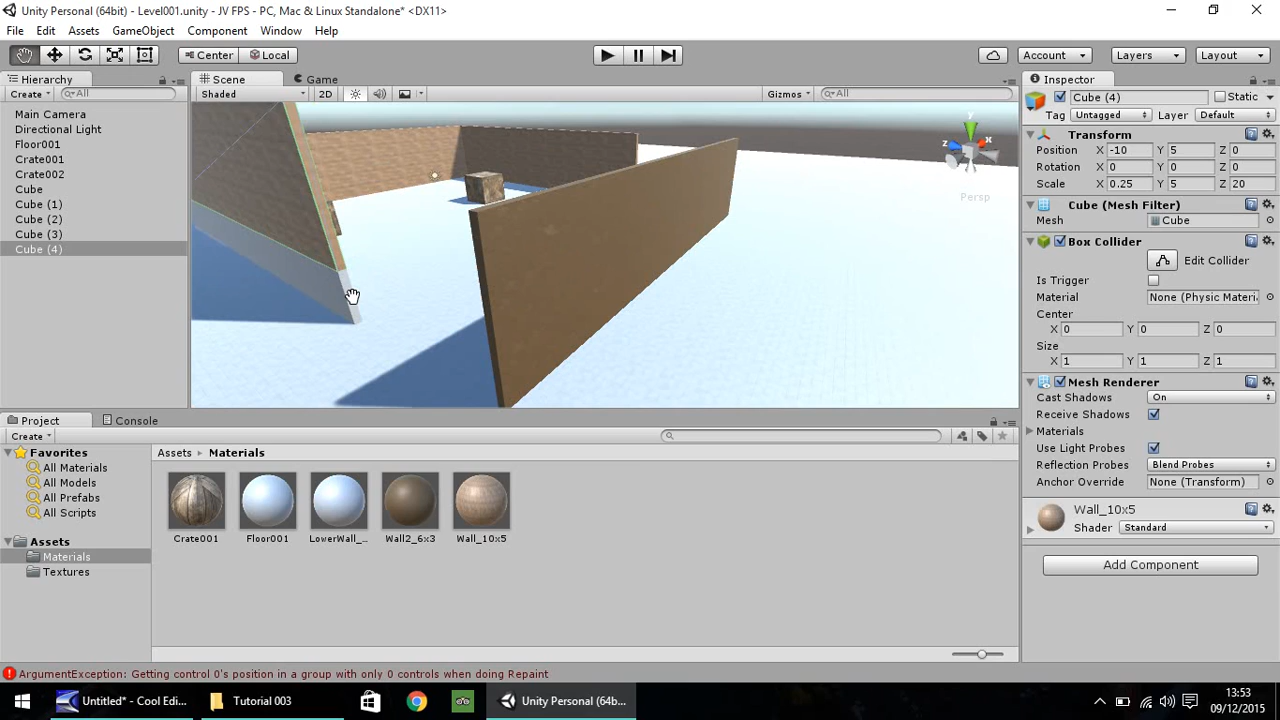 Unity Personal (64bit) - Level001.unity - JV FPS - PC, Mac & Linux Standalone* <DX11>
File Edit Assets GameObject Component Window Help
Center Local Account Layers Layout
Hierarchy Scene Game Inspector
Create All Shaded 2D Gizmos All Cube (4) Static
Tag Untagged Layer Default
Main Camera
Directional Light
Floor001
Crate001
Crate002
Cube
Cube (1)
Cube (2)
Cube (3)
Cube (4)
y
x
z
Persp
Transform
Position X -10 Y 5 Z 0
Rotation X 0 Y 0 Z 0
Scale X 0.25 Y 5 Z 20
Cube (Mesh Filter)
Mesh Cube
Box Collider
Edit Collider
Is Trigger
Material None (Physic Materi
Center
X 0 Y 0 Z 0
Size
X 1 Y 1 Z 1
Mesh Renderer
Cast Shadows On
Receive Shadows
Materials
Use Light Probes
Reflection Probes Blend Probes
Anchor Override None (Transform)
Wall_10x5
Shader Standard
Add Component
Project Console
Create
Favorites
All Materials
All Models
All Prefabs
All Scripts
Assets
Materials
Textures
Assets Materials
Crate001 Floor001 LowerWall_... Wall2_6x3 Wall_10x5
ArgumentException: Getting control 0's position in a group with only 0 controls when doing Repaint
Untitled* - Cool Edi... Tutorial 003 Unity Personal (64b...
13:53
09/12/2015